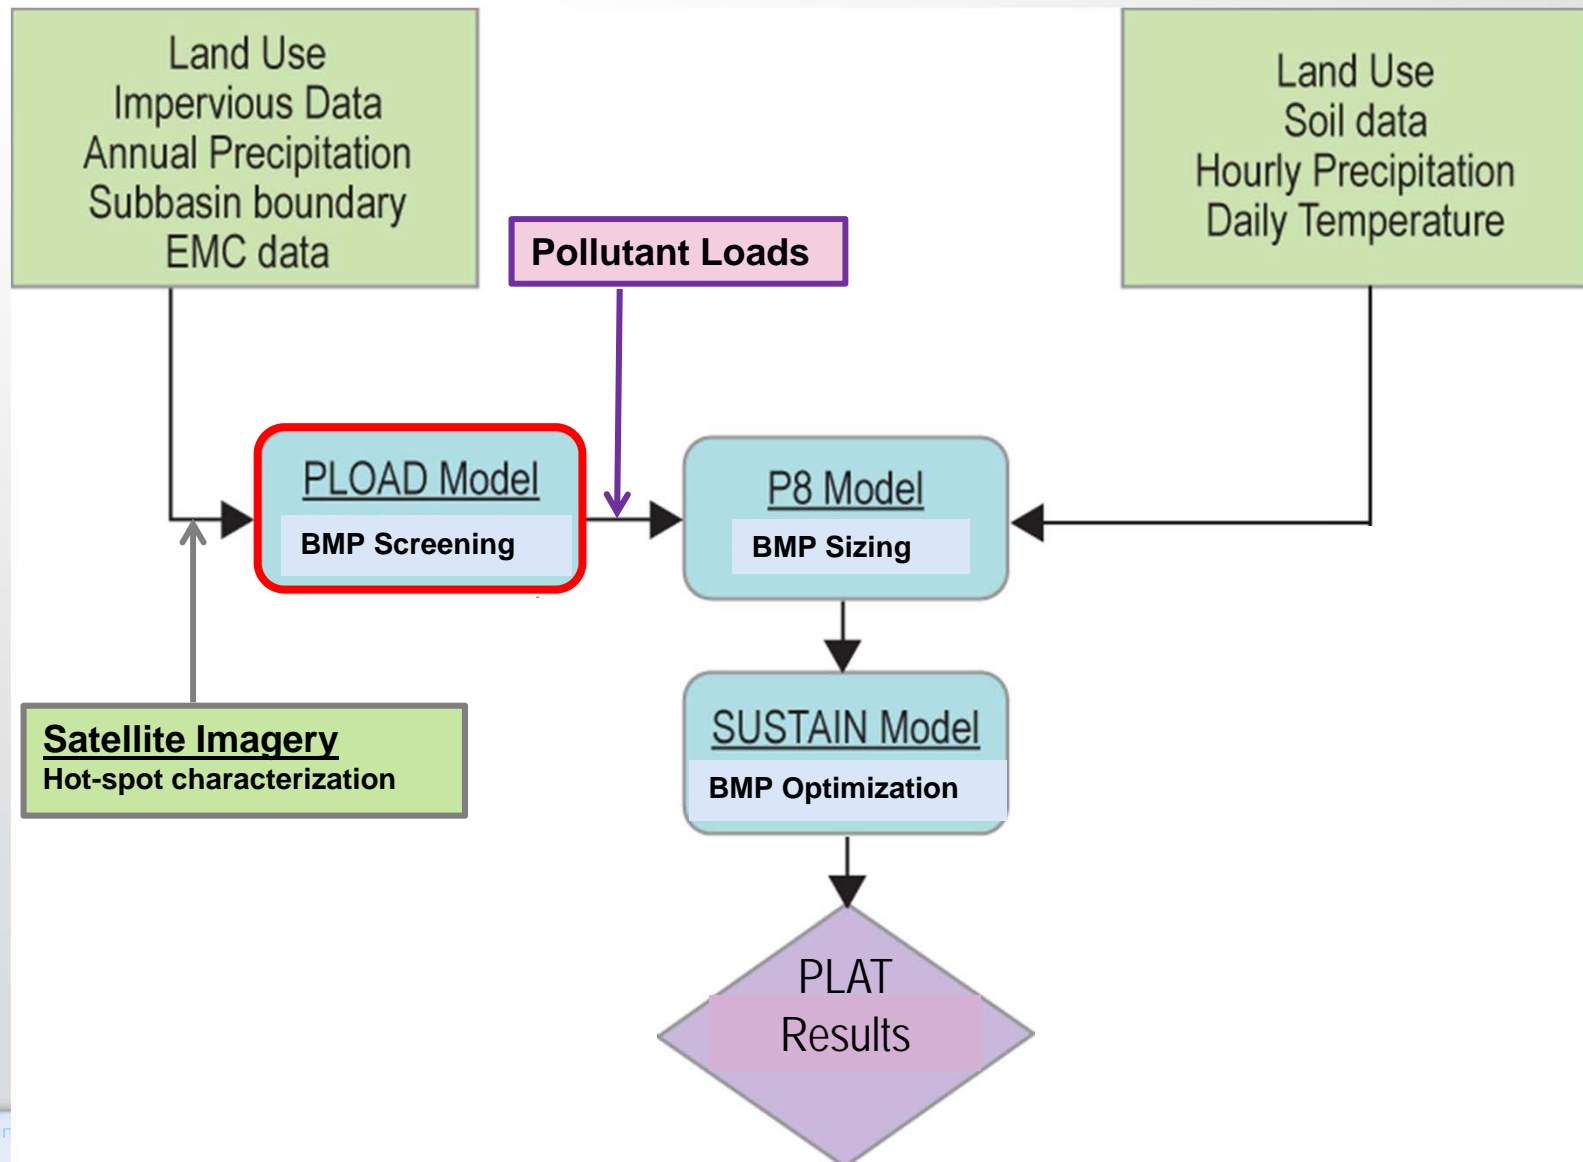 Land Use
Impervious Data
Annual Precipitation
Subbasin boundary
EMC data
Land Use
Soil data
Hourly Precipitation
Daily Temperature
Pollutant Loads
PLOAD Model
BMP Screening
P8 Model
BMP Sizing
Satellite Imagery
Hot-spot characterization
SUSTAIN Model
BMP Optimization
PLAT
Results